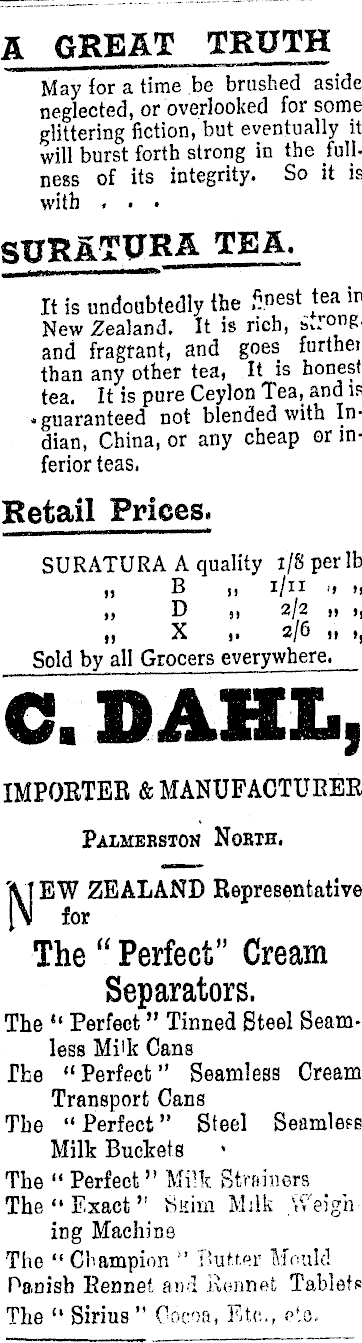 A GREAT TRUTH
May for a time be brushed aside
neglected, or overlooked for some
glittering fiction, but eventually it
will burst forth strong in the full-
ness of its integrity. So it is
with . . .
SURATURA TEA.
It is undoubtedly the finest tea in
New Zealand. It is rich, strong,
and fragrant, and goes further
than any other tea, It is honest
tea. It is pure Ceylon Tea, and is
guaranteed not blended with In-
dian, China, or any cheap or in-
ferior teas.
Retail Prices.
SURATURA A quality 1/8 per lb
„ B „ 1/11 „ „
„ D „ 2/2 „ „
„ X „ 2/6 „ „
Sold by all Grocers everywhere.
C. DAHL,
IMPORTER & MANUFACTURER
PALMERSTON NORTH.
NEW ZEALAND Representative
for
The "Perfect" Cream
Separators.
The "Perfect" Tinned Steel Seam-
less Milk Cans
The "Perfect" Seamless Cream
Transport Cans
The "Perfect" Steel Seamless
Milk Buckets
The "Perfect" Milk Strainers
The "Exact" Skim Milk Weigh
ing Machine
The "Champion" Butter Mould
Danish Rennet and Rennet Tablets
The "Sirius" Cocoa, Etc., etc.